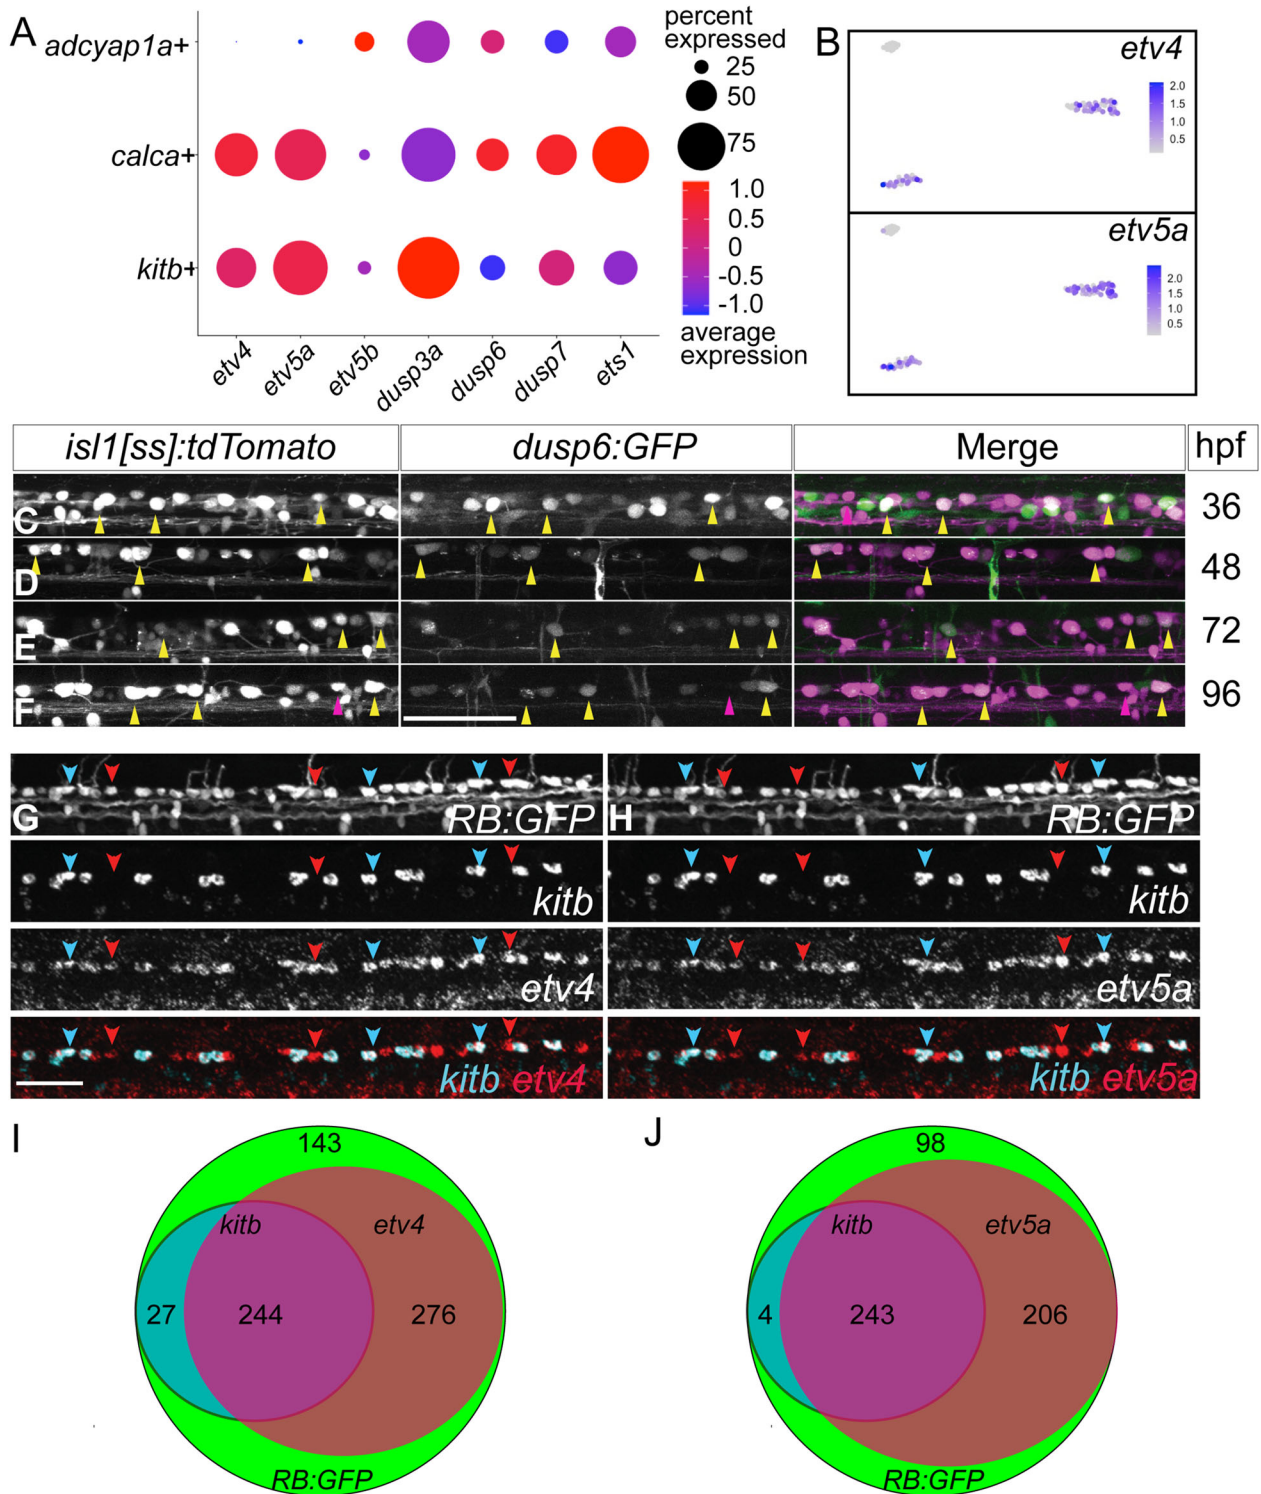 A
adcyap1a+
calca+
kitb+
etv4
etv5a
etv5b
dusp3a
dusp6
dusp7
ets1
percent
expressed
25
50
75
1.0
0.5
0
-0.5
-1.0
average
expression
B
etv4
2.0
1.5
1.0
0.5
etv5a
2.0
1.5
1.0
0.5
isl1[ss]:tdTomato
dusp6:GFP
Merge
hpf
C
36
D
48
E
72
F
96
G
RB:GFP
kitb
etv4
kitb etv4
H
RB:GFP
kitb
etv5a
kitb etv5a
I
143
kitb
etv4
27
244
276
RB:GFP
J
98
kitb
etv5a
4
243
206
RB:GFP